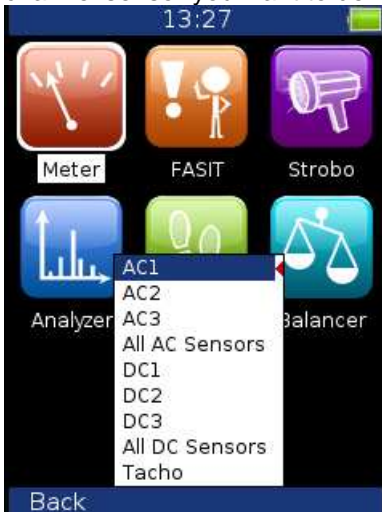 13:27
Meter
FASIT
Strobo
Analyzer
Balancer
AC1
AC2
AC3
All AC Sensors
DC1
DC2
DC3
All DC Sensors
Tacho
Back